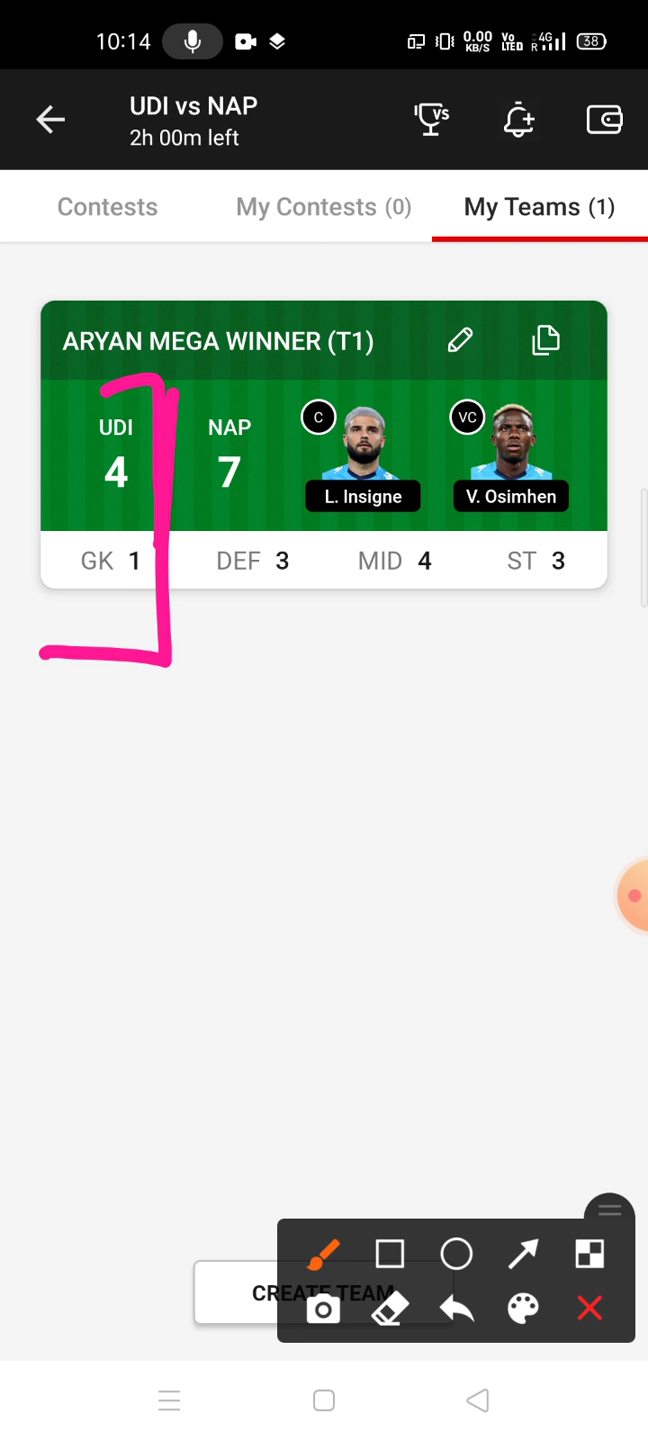 10:14 0.00 KB/S Vo LTED 4G R 38
UDI vs NAP
2h 00m left
VS
Contests My Contests (0) My Teams (1)
ARYAN MEGA WINNER (T1)
UDI NAP C VC
4 7
L. Insigne V. Osimhen
GK 1 DEF 3 MID 4 ST 3
CREATE TEAM